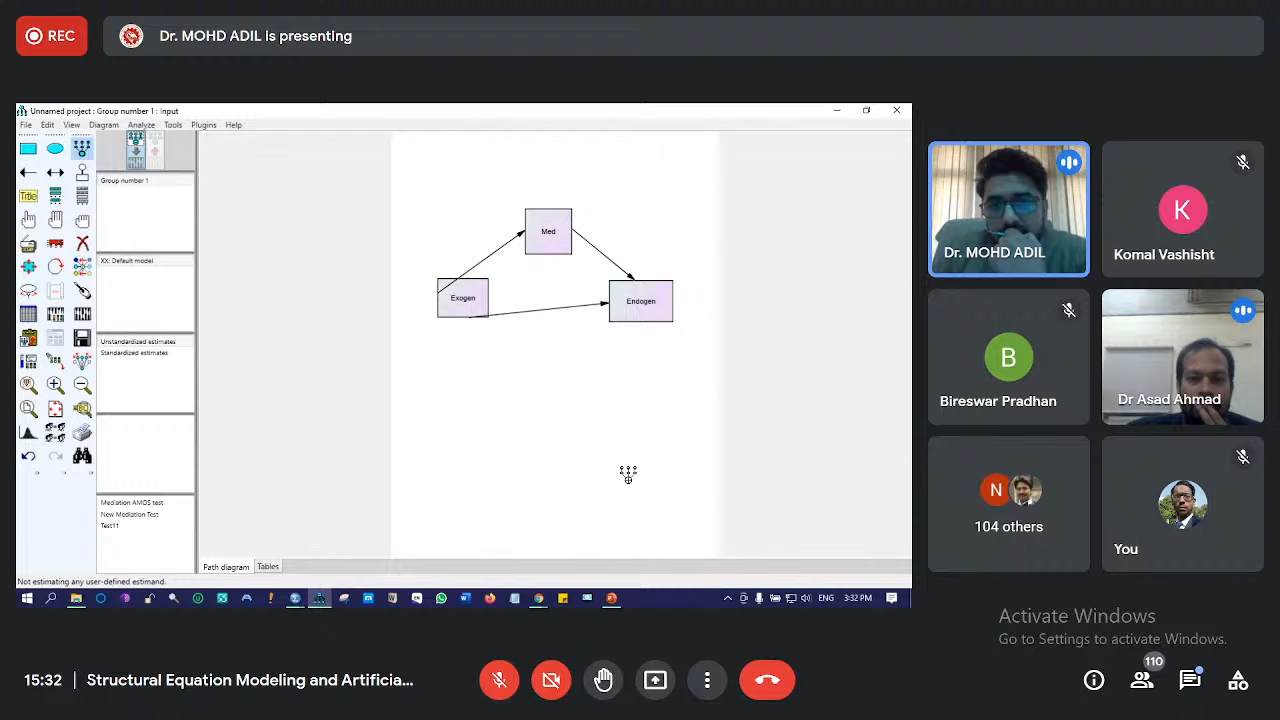 REC
Dr. MOHD ADIL is presenting
Unnamed project : Group number 1 : Input
File Edit View Diagram Analyze Tools Plugins Help
Title
Group number 1
XX: Default model
Unstandardized estimates
Standardized estimates
Mediation AMOS test
New Mediation Test
Test11
Med
Exogen
Endogen
Path diagram Tables
Not estimating any user-defined estimand.
ENG 3:32 PM
Dr. MOHD ADIL
K
Komal Vashisht
B
Bireswar Pradhan
Dr Asad Ahmad
N
104 others
You
Activate Windows
Go to Settings to activate Windows.
15:32 | Structural Equation Modeling and Artificia...
110